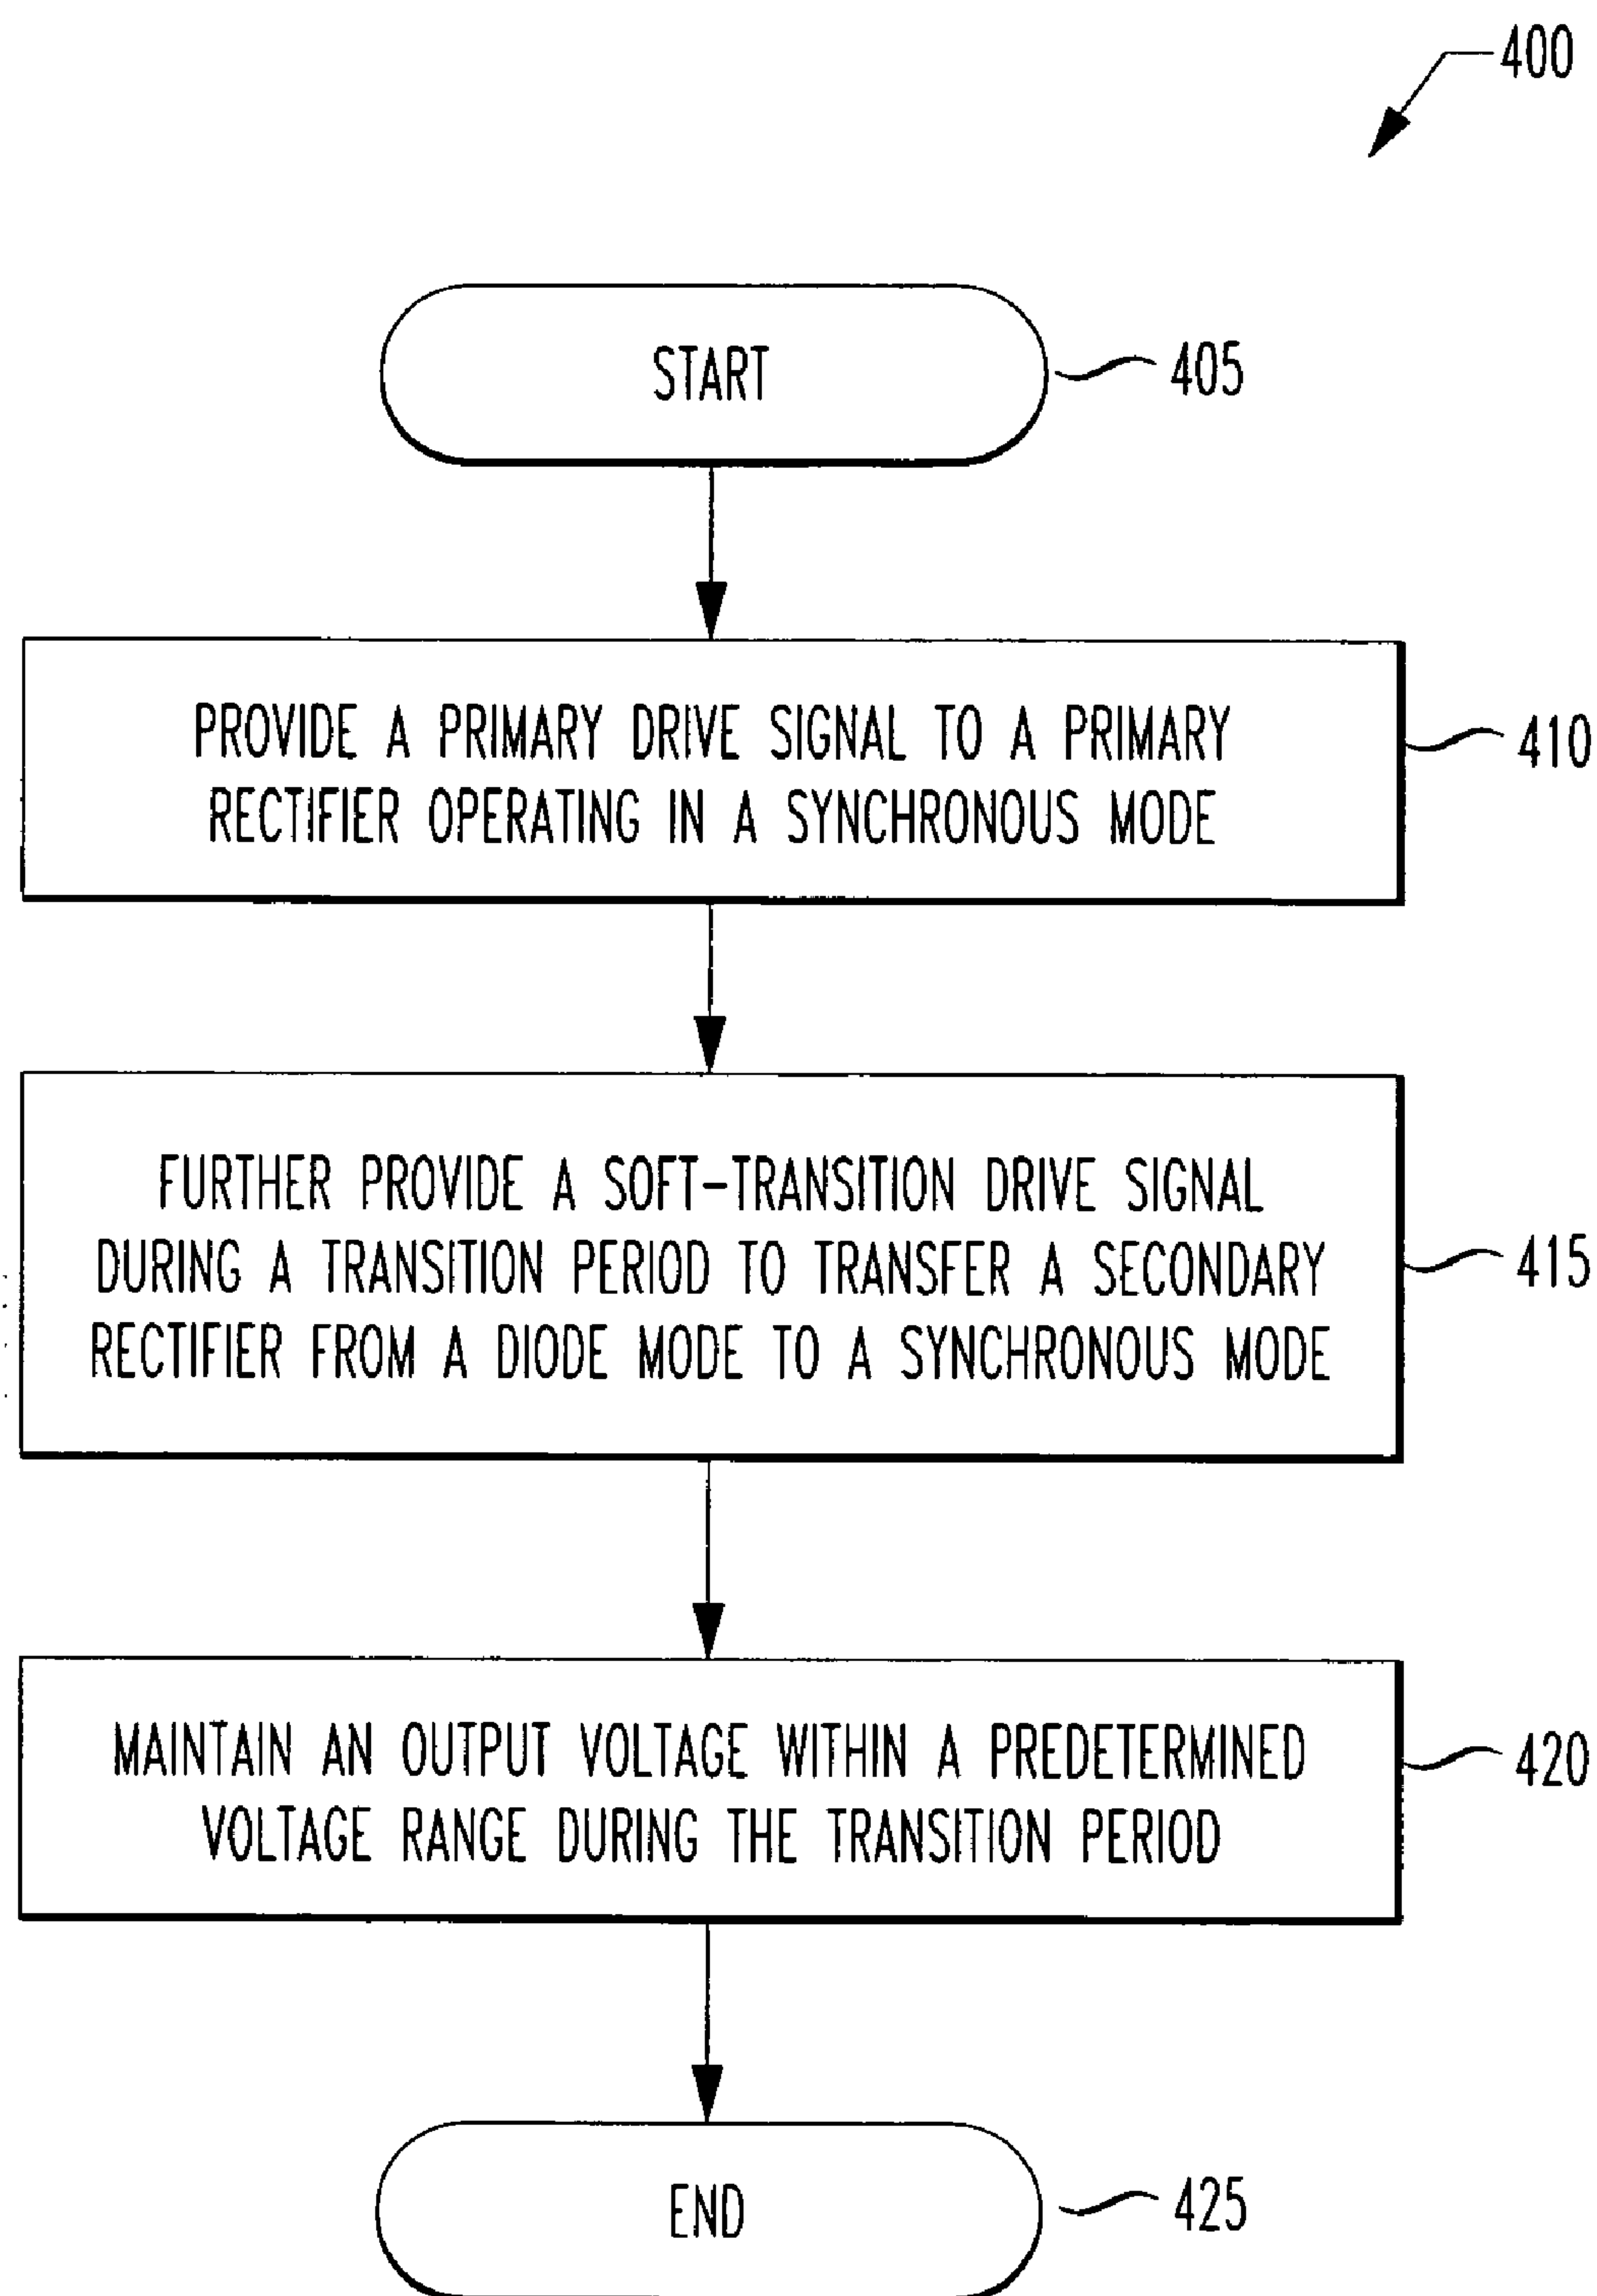 400
START
405
PROVIDE A PRIMARY DRIVE SIGNAL TO A PRIMARY
RECTIFIER OPERATING IN A SYNCHRONOUS MODE
410
FURTHER PROVIDE A SOFT-TRANSITION DRIVE SIGNAL
DURING A TRANSITION PERIOD TO TRANSFER A SECONDARY
RECTIFIER FROM A DIODE MODE TO A SYNCHRONOUS MODE
415
MAINTAIN AN OUTPUT VOLTAGE WITHIN A PREDETERMINED
VOLTAGE RANGE DURING THE TRANSITION PERIOD
420
END
425